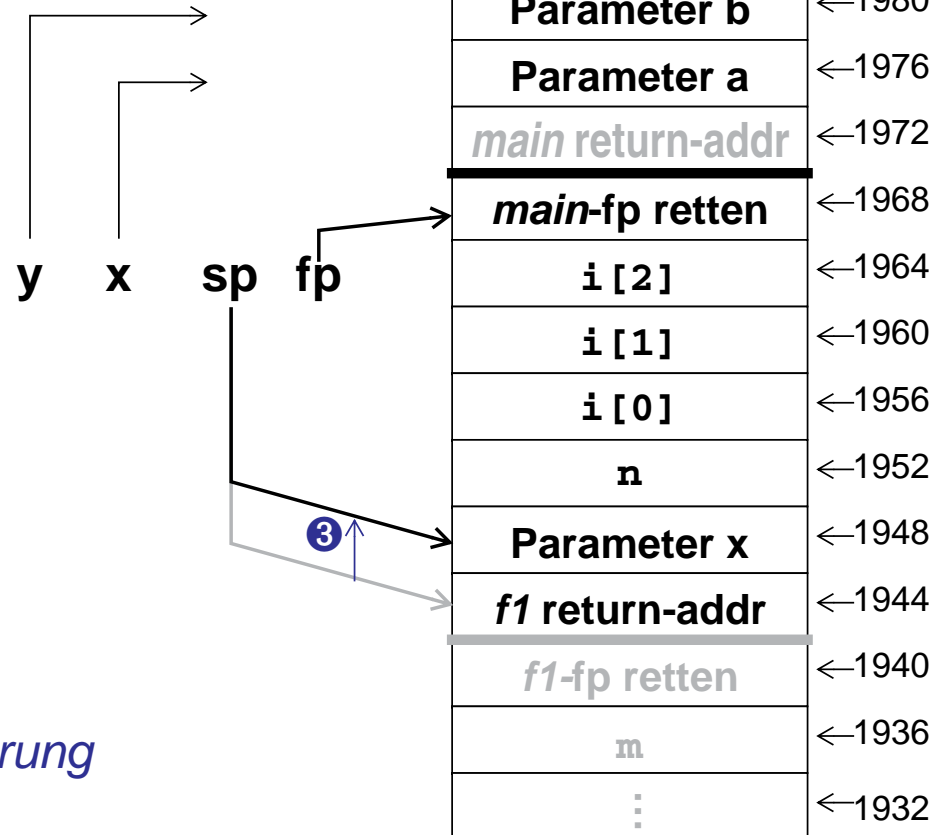 Parameter b ←1980
Parameter a ←1976
main return-addr ←1972
main-fp retten ←1968
y x sp fp
i[2] ←1964
i[1] ←1960
i[0] ←1956
n ←1952
❸
Parameter x ←1948
f1 return-addr ←1944
f1-fp retten ←1940
rung
m ←1936
⋮ ←1932